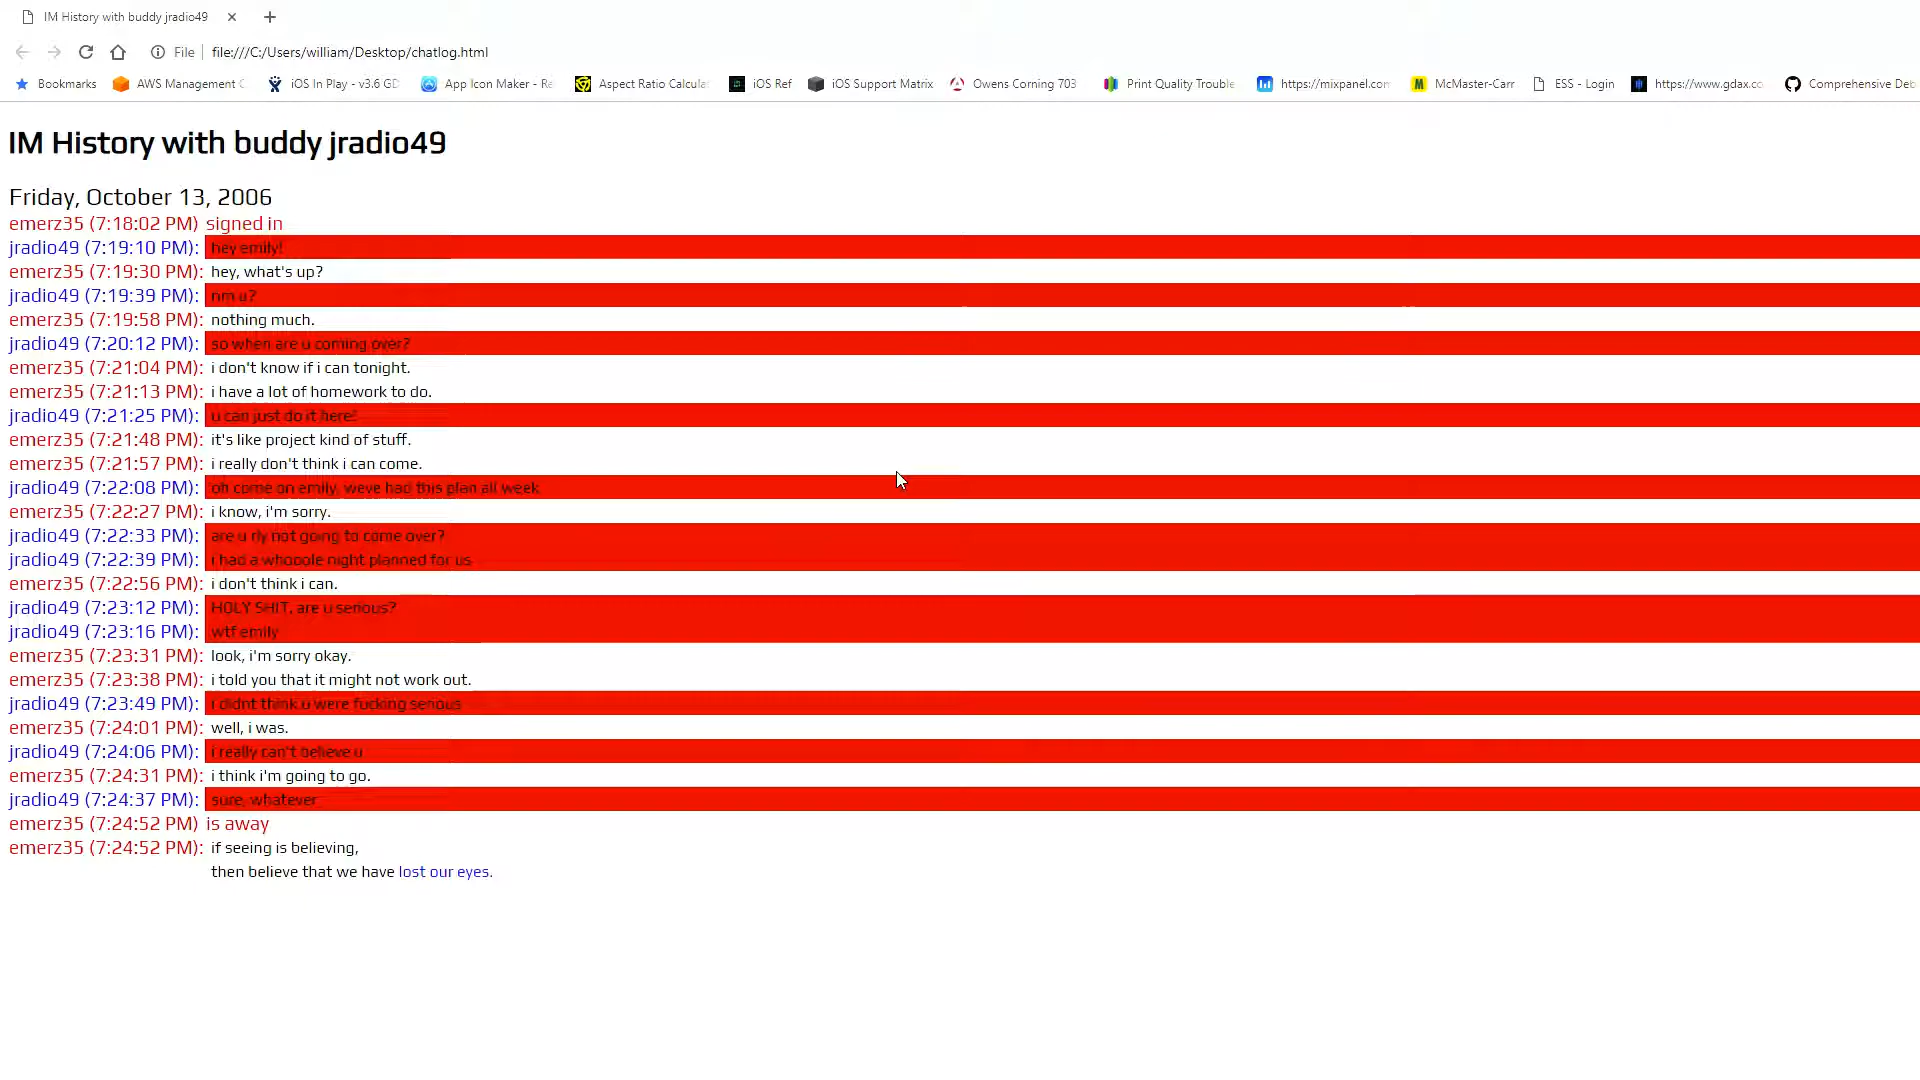 IM History with buddy jradio49
File file:///C:/Users/william/Desktop/chatlog.html
Bookmarks AWS Management C iOS In Play - v3.6 GD App Icon Maker - Re Aspect Ratio Calcula iOS Ref iOS Support Matrix Owens Corning 703 Print Quality Trouble https://mixpanel.com McMaster-Carr ESS - Login https://www.gdax.co Comprehensive Deb
IM History with buddy jradio49
Friday, October 13, 2006
emerz35 (7:18:02 PM) signed in
jradio49 (7:19:10 PM): hey emily!
emerz35 (7:19:30 PM): hey, what's up?
jradio49 (7:19:39 PM): nm u?
emerz35 (7:19:58 PM): nothing much.
jradio49 (7:20:12 PM): so when are u coming over?
emerz35 (7:21:04 PM): i don't know if i can tonight.
emerz35 (7:21:13 PM): i have a lot of homework to do.
jradio49 (7:21:25 PM): u can just do it here!
emerz35 (7:21:48 PM): it's like project kind of stuff.
emerz35 (7:21:57 PM): i really don't think i can come.
jradio49 (7:22:08 PM): oh come on emily, weve had this plan all week
emerz35 (7:22:27 PM): i know, i'm sorry.
jradio49 (7:22:33 PM): are u rly not going to come over?
jradio49 (7:22:39 PM): i had a whooole night planned for us
emerz35 (7:22:56 PM): i don't think i can.
jradio49 (7:23:12 PM): HOLY SHIT, are u serious?
jradio49 (7:23:16 PM): wtf emily
emerz35 (7:23:31 PM): look, i'm sorry okay.
emerz35 (7:23:38 PM): i told you that it might not work out.
jradio49 (7:23:49 PM): i didnt think u were fucking serious
emerz35 (7:24:01 PM): well, i was.
jradio49 (7:24:06 PM): i really can't believe u
emerz35 (7:24:31 PM): i think i'm going to go.
jradio49 (7:24:37 PM): sure, whatever
emerz35 (7:24:52 PM) is away
emerz35 (7:24:52 PM): if seeing is believing,
then believe that we have lost our eyes.